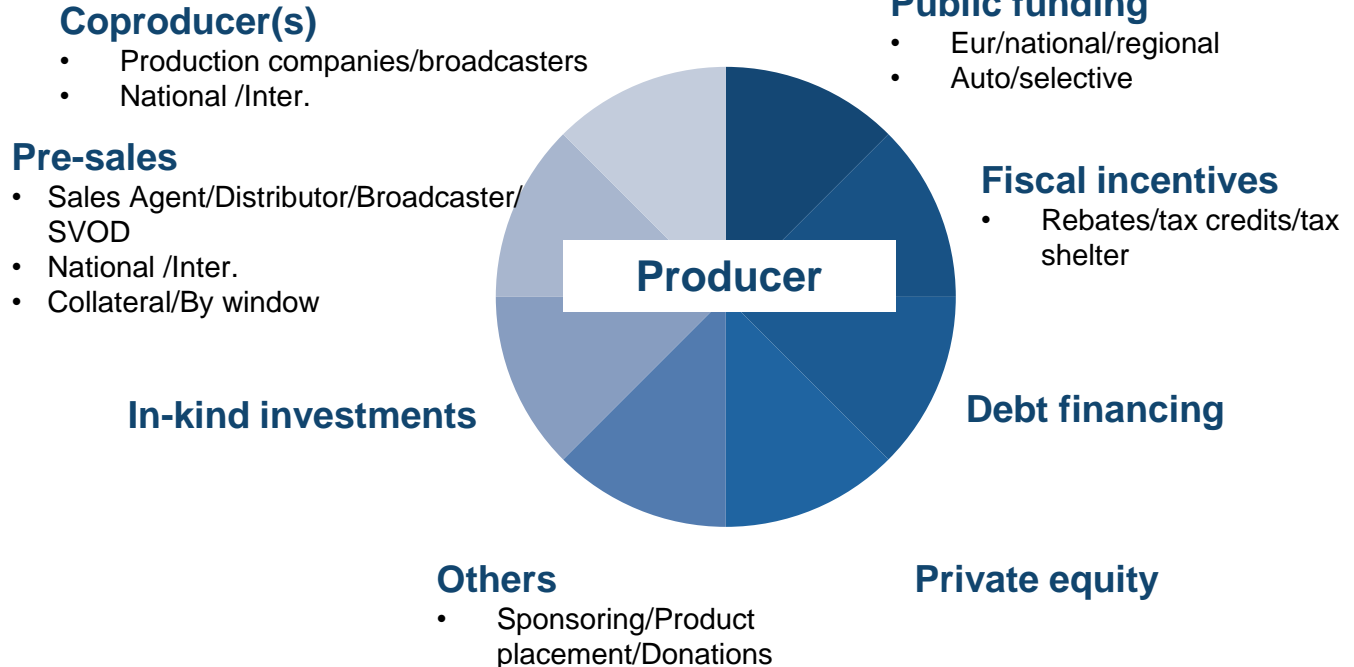 Coproducer(s)
• Production companies/broadcasters
• National /Inter.
Public funding
• Eur/national/regional
• Auto/selective
Pre-sales
• Sales Agent/Distributor/Broadcaster/
SVOD
• National /Inter.
• Collateral/By window
Fiscal incentives
• Rebates/tax credits/tax
shelter
Producer
In-kind investments
Debt financing
Others
• Sponsoring/Product
placement/Donations
Private equity